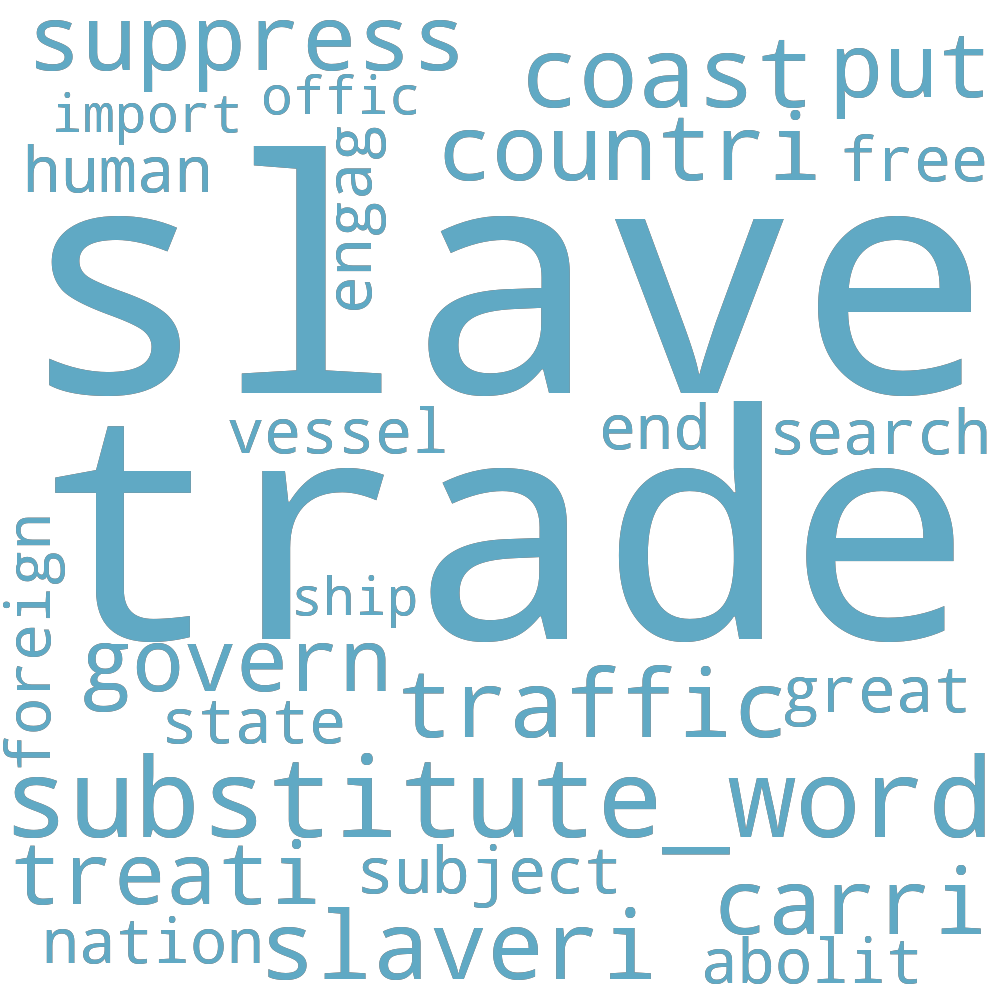 suppress
coast put
import offic
human engag countri free
slave
vessel end search
trade
foreign ship
govern traffic great
state
substitute_word
treati subject carri
nation slaveri abolit